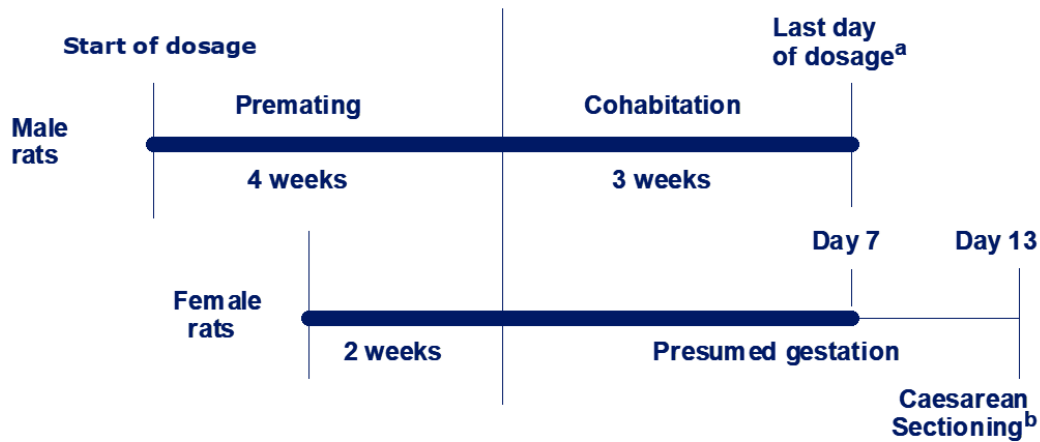 Start of dosage
Last day
of dosageᵃ
Male
rats
Premating
Cohabitation
4 weeks
3 weeks
Day 7
Day 13
Female
rats
2 weeks
Presumed gestation
Caesarean
Sectioningᵇ